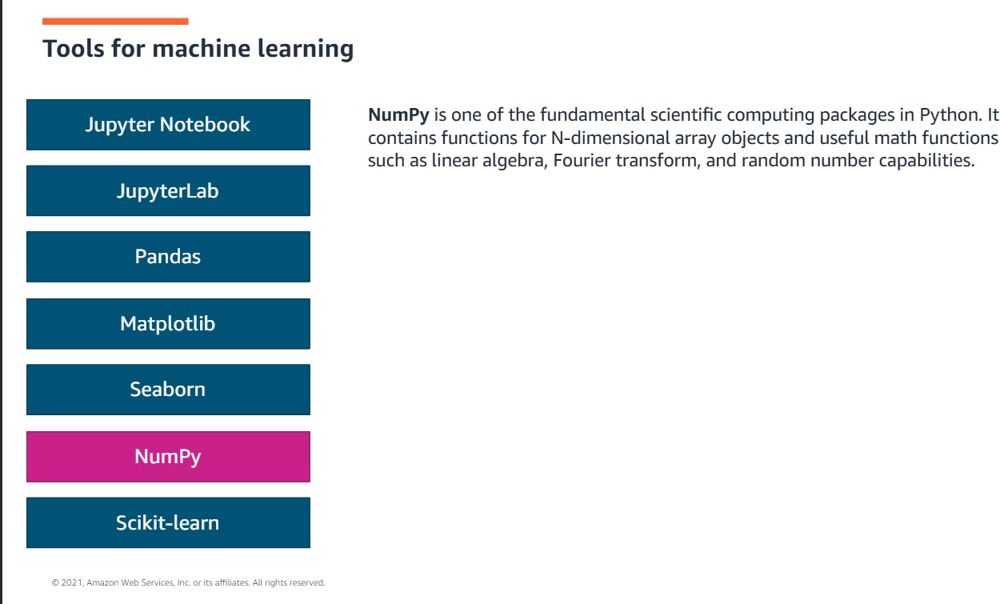 Tools for machine learning
Jupyter Notebook
JupyterLab
Pandas
Matplotlib
Seaborn
NumPy
Scikit-learn
NumPy is one of the fundamental scientific computing packages in Python. It
contains functions for N-dimensional array objects and useful math functions
such as linear algebra, Fourier transform, and random number capabilities.
© 2021, Amazon Web Services, Inc. or its affiliates. All rights reserved.